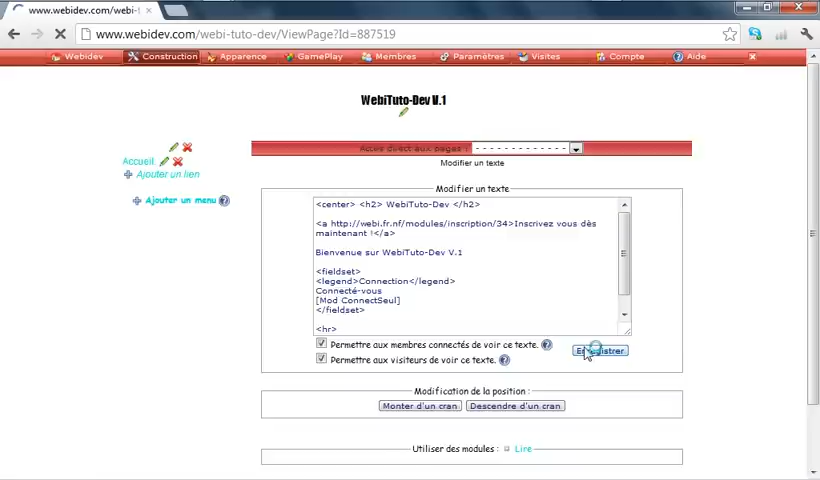 www.webidev.com/webi-t
www.webidev.com/webi-tuto-dev/ViewPage?Id=887519
Webidev Construction Apparence GamePlay Membres Paramètres Visites Compte Aide
WebiTuto-Dev V.1
Accueil
Ajouter un lien
Ajouter un menu
Accès direct aux pages : - - - - - - - - - - - - -
Modifier un texte
Modifier un texte
<center> <h2> WebiTuto-Dev </h2>
<a http://webi.fr.nf/modules/inscription/34>Inscrivez vous dès
maintenant !</a>
Bienvenue sur WebiTuto-Dev V.1
<fieldset>
<legend>Connection</legend>
Connecté-vous
[Mod ConnectSeul]
</fieldset>
<hr>
Permettre aux membres connectés de voir ce texte.
Enregistrer
Permettre aux visiteurs de voir ce texte.
Modification de la position :
Monter d'un cran Descendre d'un cran
Utiliser des modules : Lire